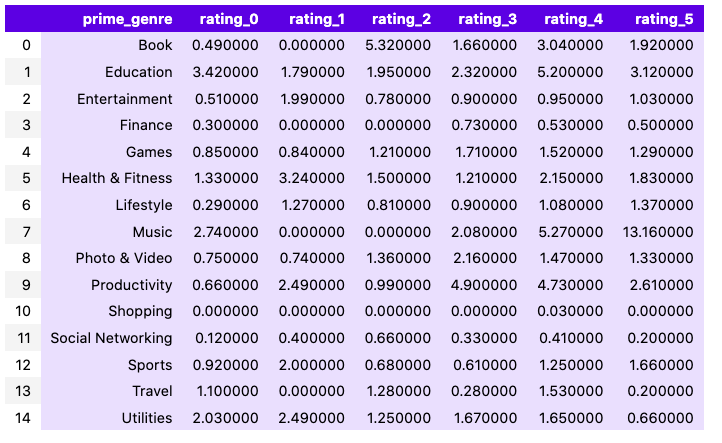 prime_genre rating_0 rating_1 rating_2 rating_3 rating_4 rating_5
0 Book 0.490000 0.000000 5.320000 1.660000 3.040000 1.920000
1 Education 3.420000 1.790000 1.950000 2.320000 5.200000 3.120000
2 Entertainment 0.510000 1.990000 0.780000 0.900000 0.950000 1.030000
3 Finance 0.300000 0.000000 0.000000 0.730000 0.530000 0.500000
4 Games 0.850000 0.840000 1.210000 1.710000 1.520000 1.290000
5 Health & Fitness 1.330000 3.240000 1.500000 1.210000 2.150000 1.830000
6 Lifestyle 0.290000 1.270000 0.810000 0.900000 1.080000 1.370000
7 Music 2.740000 0.000000 0.000000 2.080000 5.270000 13.160000
8 Photo & Video 0.750000 0.740000 1.360000 2.160000 1.470000 1.330000
9 Productivity 0.660000 2.490000 0.990000 4.900000 4.730000 2.610000
10 Shopping 0.000000 0.000000 0.000000 0.000000 0.030000 0.000000
11 Social Networking 0.120000 0.400000 0.660000 0.330000 0.410000 0.200000
12 Sports 0.920000 2.000000 0.680000 0.610000 1.250000 1.660000
13 Travel 1.100000 0.000000 1.280000 0.280000 1.530000 0.200000
14 Utilities 2.030000 2.490000 1.250000 1.670000 1.650000 0.660000